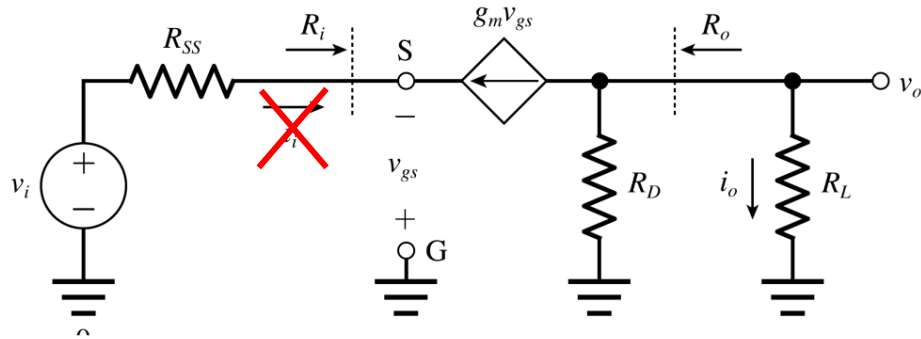 g_m v_gs
R_SS
R_i
S
R_o
v_o
+
−
v_i
−
v_gs
+
G
R_D
i_o
R_L